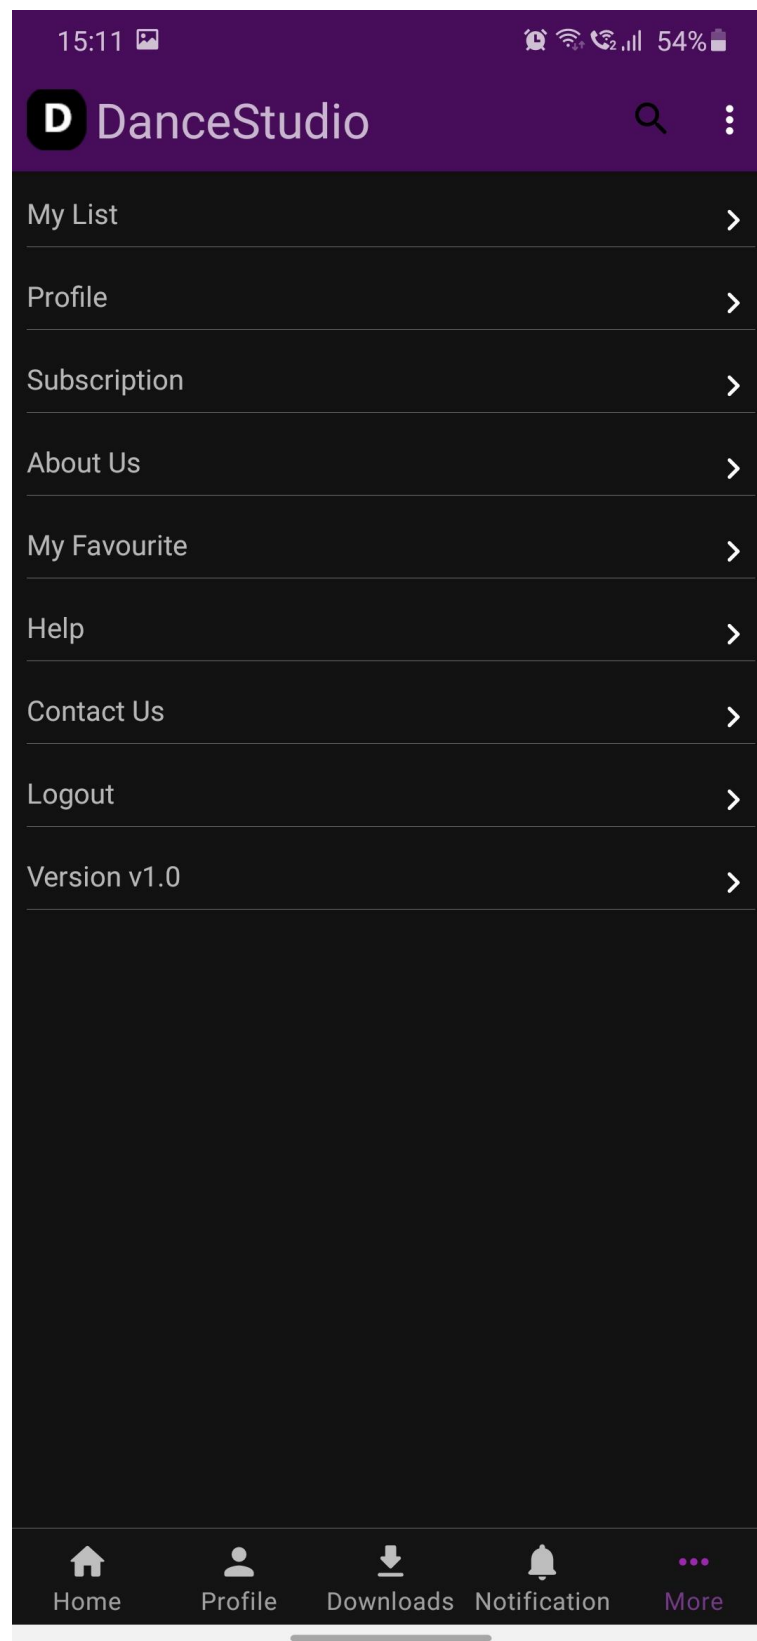 15:11 54%
D DanceStudio
My List
Profile
Subscription
About Us
My Favourite
Help
Contact Us
Logout
Version v1.0
Home Profile Downloads Notification More